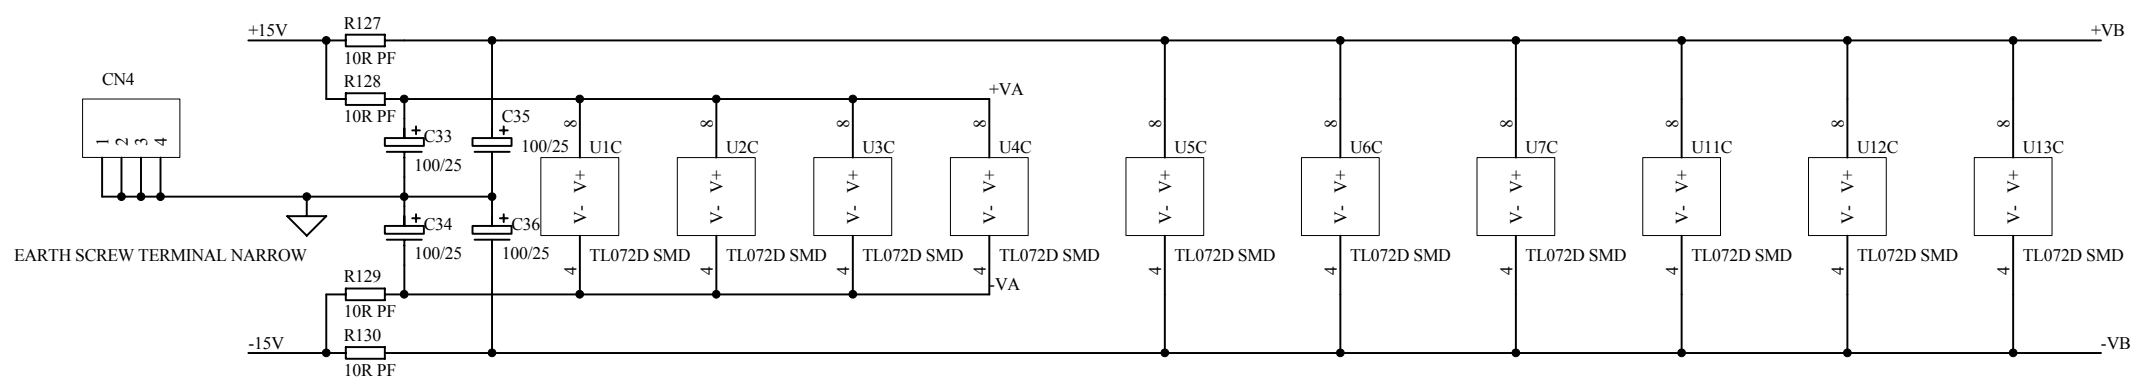 R127
+15V
+VB
10R PF
CN4
R128
+VA
10R PF
C33
100/25
C35
100/25
1 2 3 4
8 U1C V+ V- TL072D SMD 4
8 U2C V+ V- TL072D SMD 4
8 U3C V+ V- TL072D SMD 4
8 U4C V+ V- TL072D SMD 4
8 U5C V+ V- TL072D SMD 4
8 U6C V+ V- TL072D SMD 4
8 U7C V+ V- TL072D SMD 4
8 U11C V+ V- TL072D SMD 4
8 U12C V+ V- TL072D SMD 4
8 U13C V+ V- TL072D SMD 4
C34
100/25
C36
100/25
EARTH SCREW TERMINAL NARROW
R129
-VA
10R PF
R130
-15V
-VB
10R PF